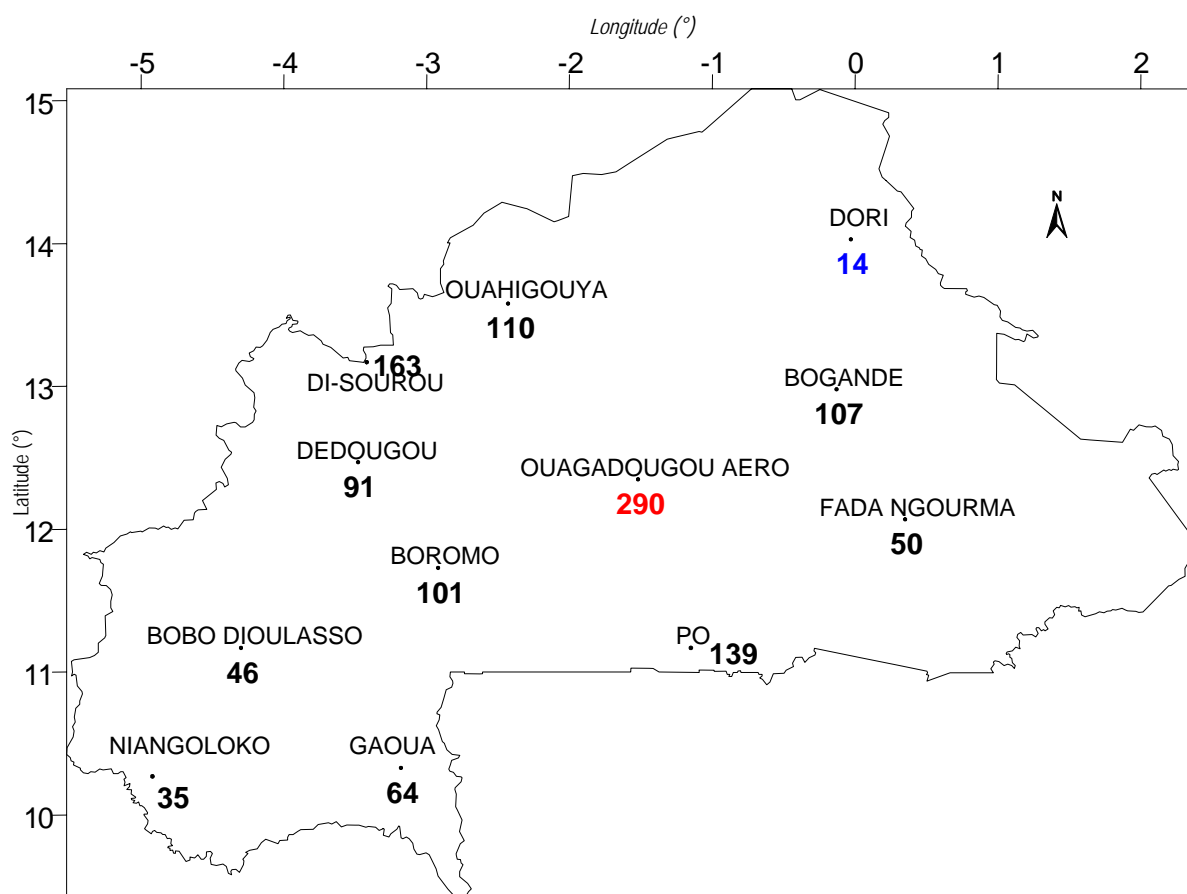 Longitude (°)
-5 -4 -3 -2 -1 0 1 2
15
N
DORI
14
14
OUAHIGOUYA
110
163
DI-SOUROU
13
BOGANDE
107
DEDOUGOU
91
OUAGADOUGOU AERO
290
Latitude (°)
FADA NGOURMA
50
12
BOROMO
101
BOBO DIOULASSO
46
PO
139
11
NIANGOLOKO
35
GAOUA
64
10